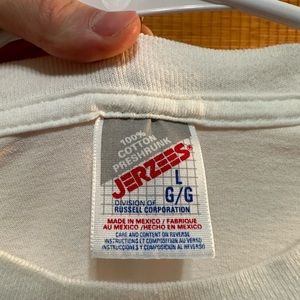 100%
COTTON
PRESHRUNK
JERZEES®
L
G/G
DIVISION OF
RUSSELL CORPORATION
MADE IN MEXICO / FABRIQUE
AU MEXICO /HECHO EN MEXICO
CARE AND CONTENT ON REVERSE
INSTRUCTIONS ET COMPOSITION AU VERSO
INSTRUCCIONES Y COMPOSICION AL REVERSO